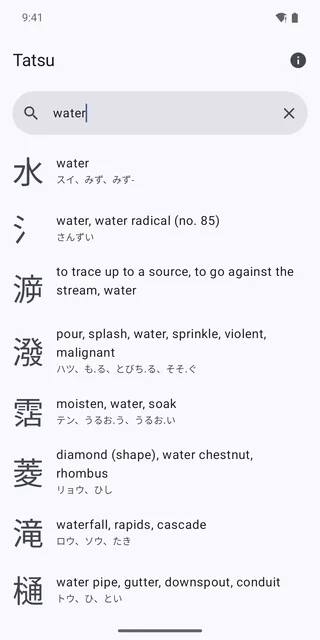 9:41
Tatsu
water
水
water
スイ、みず、みず-
氵
water, water radical (no. 85)
さんずい
to trace up to a source, to go against the
stream, water
潑
pour, splash, water, sprinkle, violent,
malignant
ハツ、も.る、とびち.る、そそ.ぐ
霑
moisten, water, soak
テン、うるお.う、うるお.い
菱
diamond (shape), water chestnut,
rhombus
リョウ、ひし
滝
waterfall, rapids, cascade
ロウ、ソウ、たき
樋
water pipe, gutter, downspout, conduit
トウ、ひ、とい